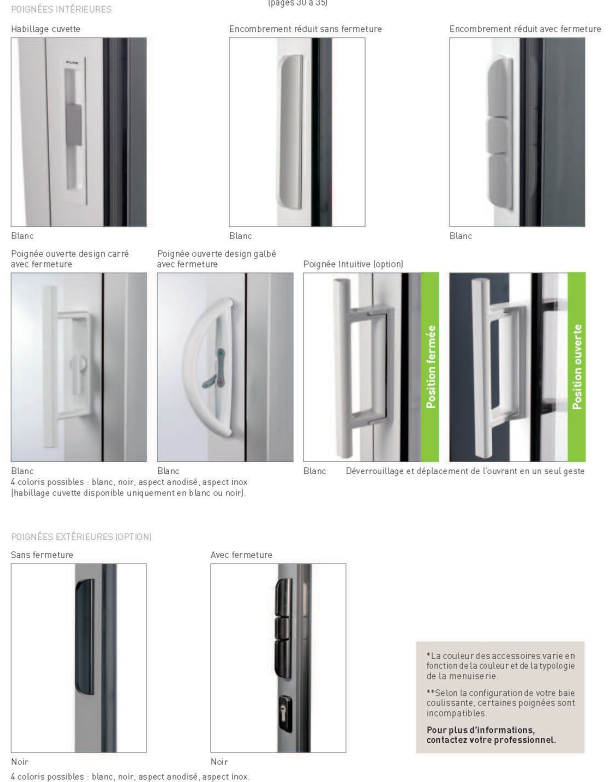 (pages 30 à 35)
POIGNÉES INTÉRIEURES
Habillage cuvette
Encombrement réduit sans fermeture
Encombrement réduit avec fermeture
Blanc
Blanc
Blanc
Poignée ouverte design carré
avec fermeture
Poignée ouverte design galbé
avec fermeture
Poignée Intuitive (option)
Position fermée
Position ouverte
Blanc
Blanc
Blanc
Déverrouillage et déplacement de l'ouvrant en un seul geste
4 coloris possibles : blanc, noir, aspect anodisé, aspect inox
(habillage cuvette disponible uniquement en blanc ou noir).
POIGNÉES EXTÉRIEURES (OPTION)
Sans fermeture
Avec fermeture
Noir
Noir
4 coloris possibles : blanc, noir, aspect anodisé, aspect inox.
*La couleur des accessoires varie en
fonction de la couleur et de la typologie
de la menuiserie.
**Selon la configuration de votre baie
coulissante, certaines poignées sont
incompatibles.
Pour plus d'informations,
contactez votre professionnel.